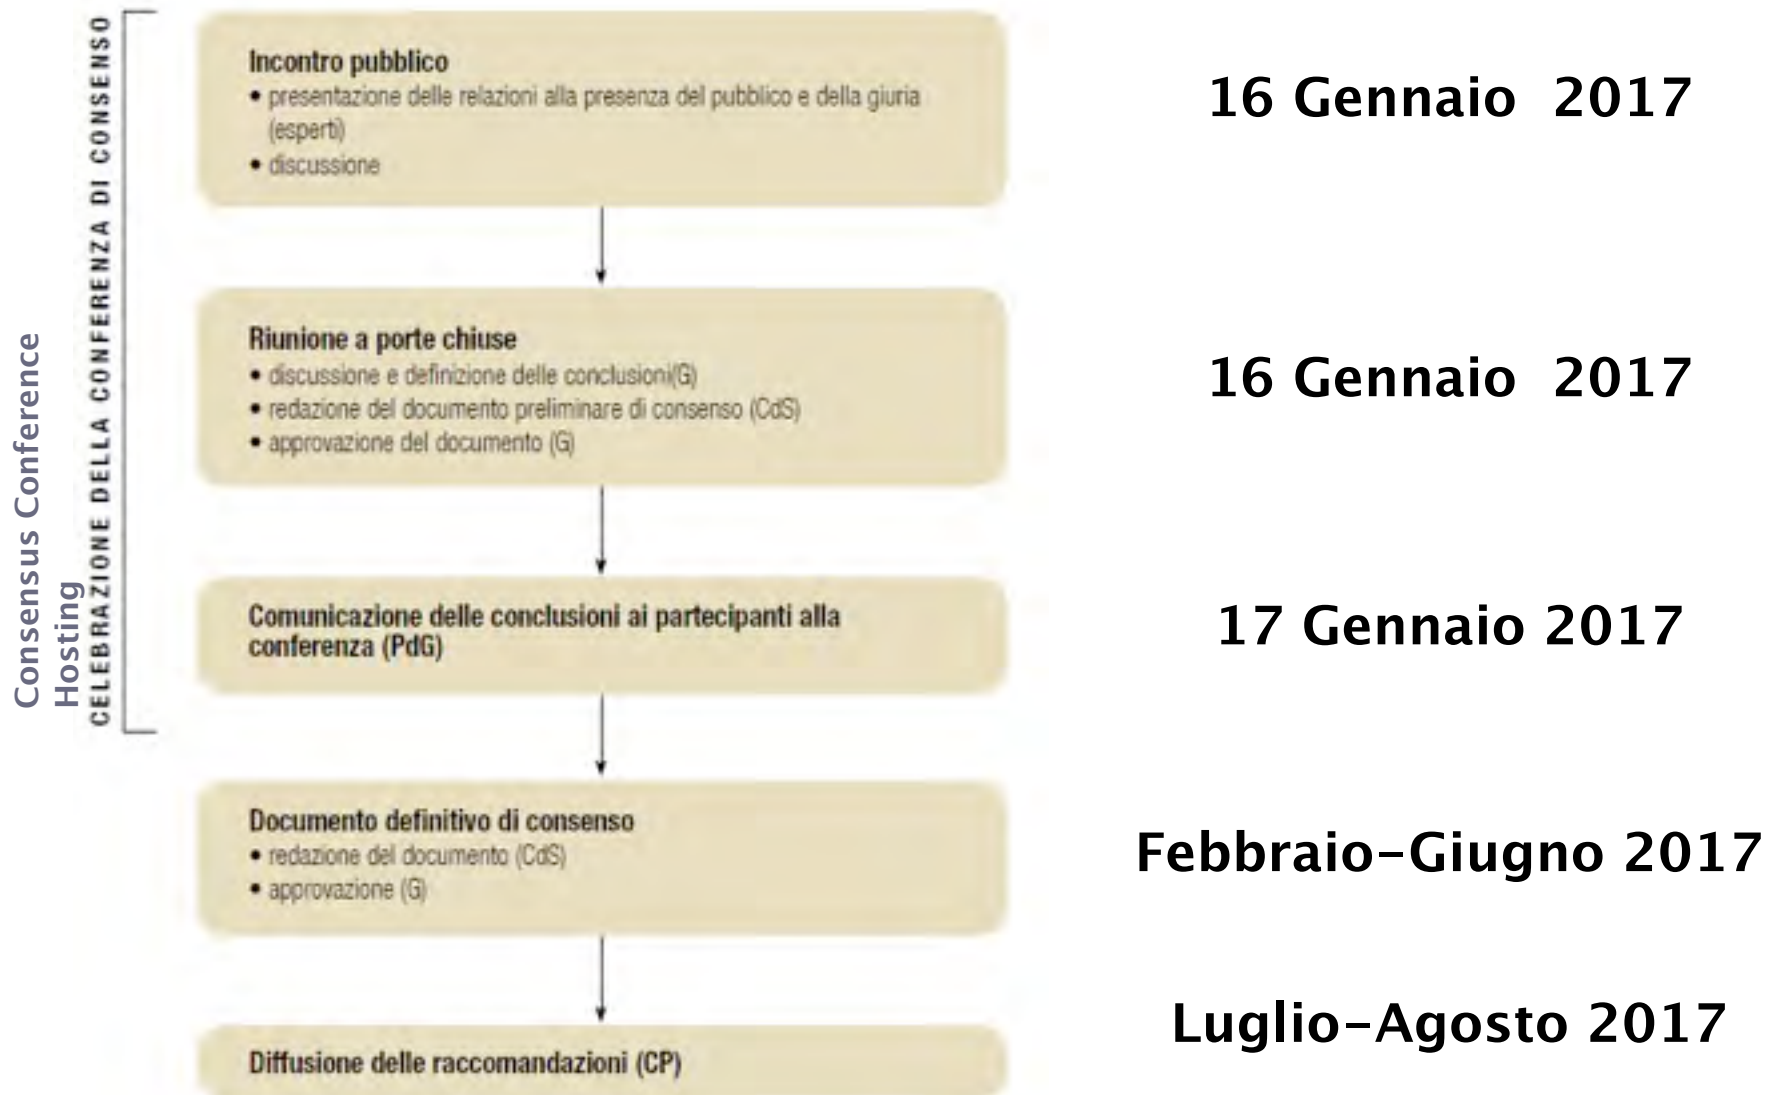 Consensus Conference
Hosting
CELEBRAZIONE DELLA CONFERENZA DI CONSENSO
Incontro pubblico
• presentazione delle relazioni alla presenza del pubblico e della giuria
(esperti)
• discussione
16 Gennaio  2017
Riunione a porte chiuse
• discussione e definizione delle conclusioni(G)
• redazione del documento preliminare di consenso (CdS)
• approvazione del documento (G)
16 Gennaio  2017
Comunicazione delle conclusioni ai partecipanti alla
conferenza (PdG)
17 Gennaio 2017
Documento definitivo di consenso
• redazione del documento (CdS)
• approvazione (G)
Febbraio–Giugno 2017
Diffusione delle raccomandazioni (CP)
Luglio–Agosto 2017